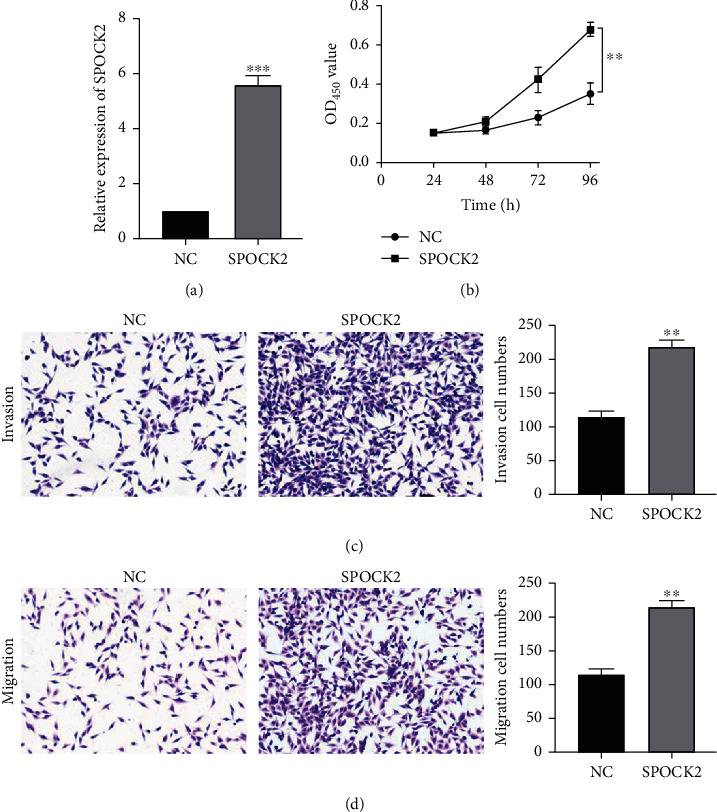 Relative expression of SPOCK2
8
6
4
2
0
***
NC
SPOCK2
(a)
OD450 value
0.8
0.6
0.4
0.2
0.0
**
0
24
48
72
96
Time (h)
NC
SPOCK2
(b)
NC
SPOCK2
Invasion
Invasion cell numbers
250
200
150
100
50
0
**
NC
SPOCK2
(c)
NC
SPOCK2
Migration
Migration cell numbers
250
200
150
100
50
0
**
NC
SPOCK2
(d)